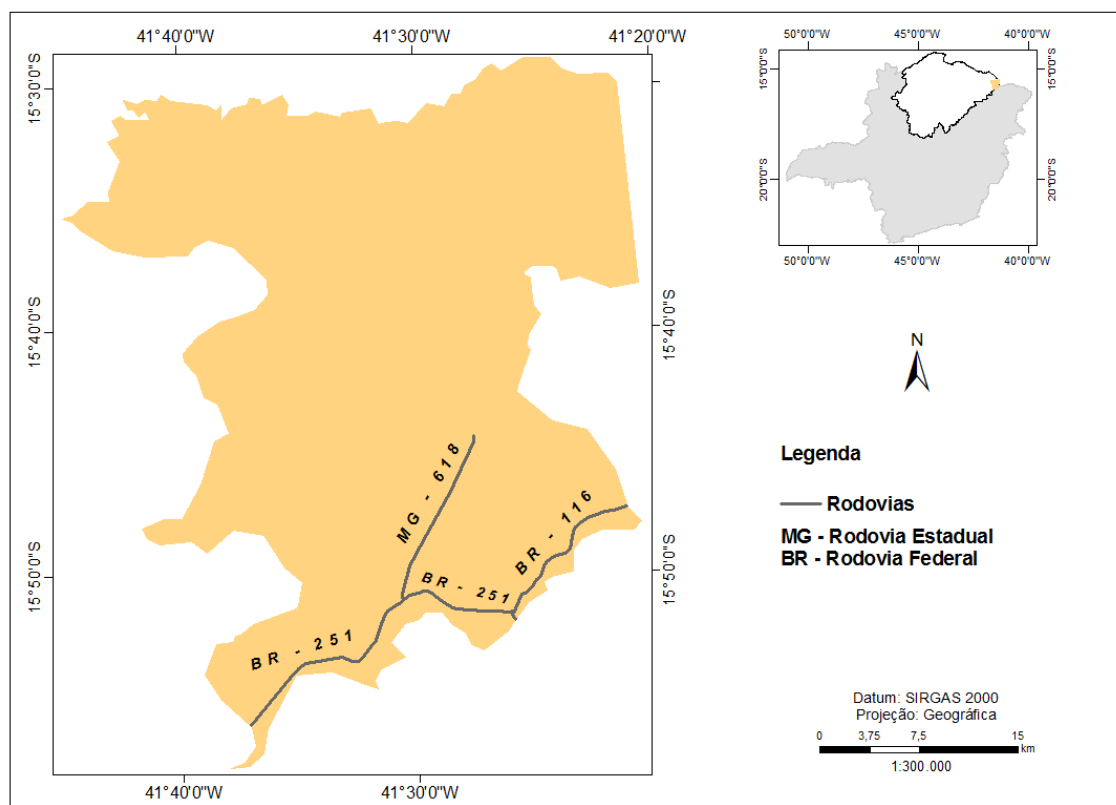 41°40'0"W
41°30'0"W
41°20'0"W
15°30'0"S
15°40'0"S
15°50'0"S
15°40'0"S
15°50'0"S
MG - 618
BR - 116
BR - 251
BR - 251
41°40'0"W
41°30'0"W
50°0'0"W
45°0'0"W
40°0'0"W
15°0'0"S
15°0'0"S
20°0'0"S
20°0'0"S
50°0'0"W
45°0'0"W
40°0'0"W
N
Legenda
Rodovias
MG - Rodovia Estadual
BR - Rodovia Federal
Datum: SIRGAS 2000
Projeção: Geográfica
0 3,75 7,5 15
km
1:300.000